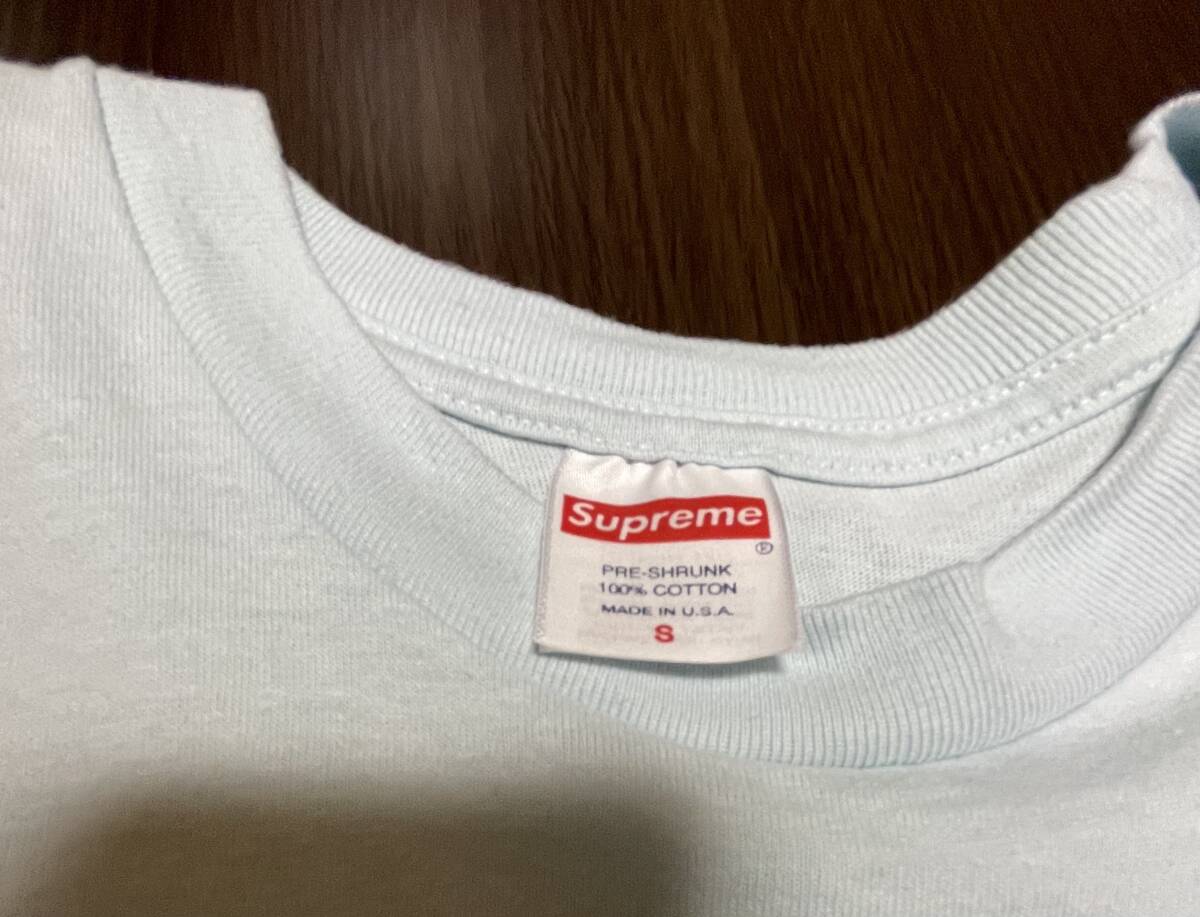 Supreme
®
PRE-SHRUNK
100% COTTON
MADE IN U.S.A.
S